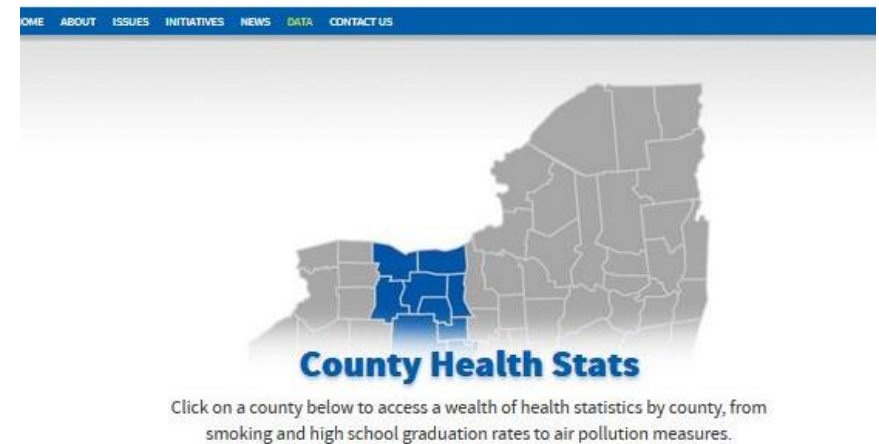 OME ABOUT ISSUES INITIATIVES NEWS DATA CONTACT US
County Health Stats
Click on a county below to access a wealth of health statistics by county, from
smoking and high school graduation rates to air pollution measures.